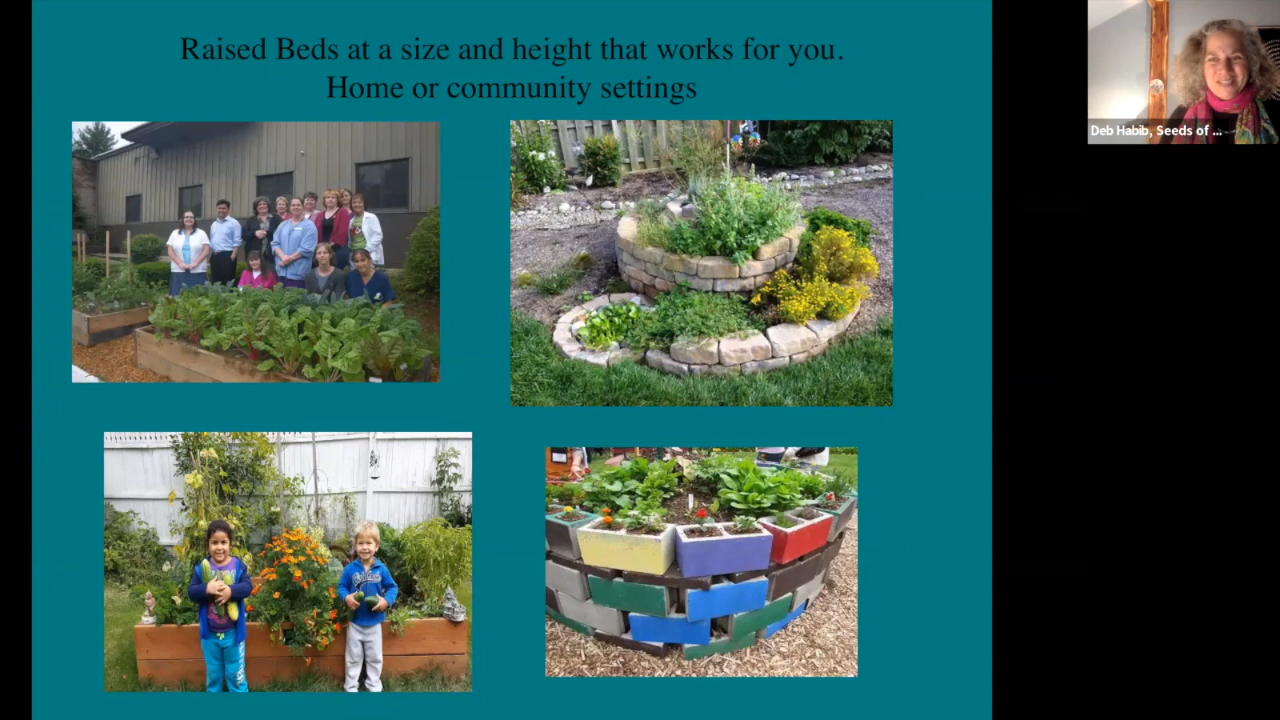 Raised Beds at a size and height that works for you.
Home or community settings
Deb Habib, Seeds of ...